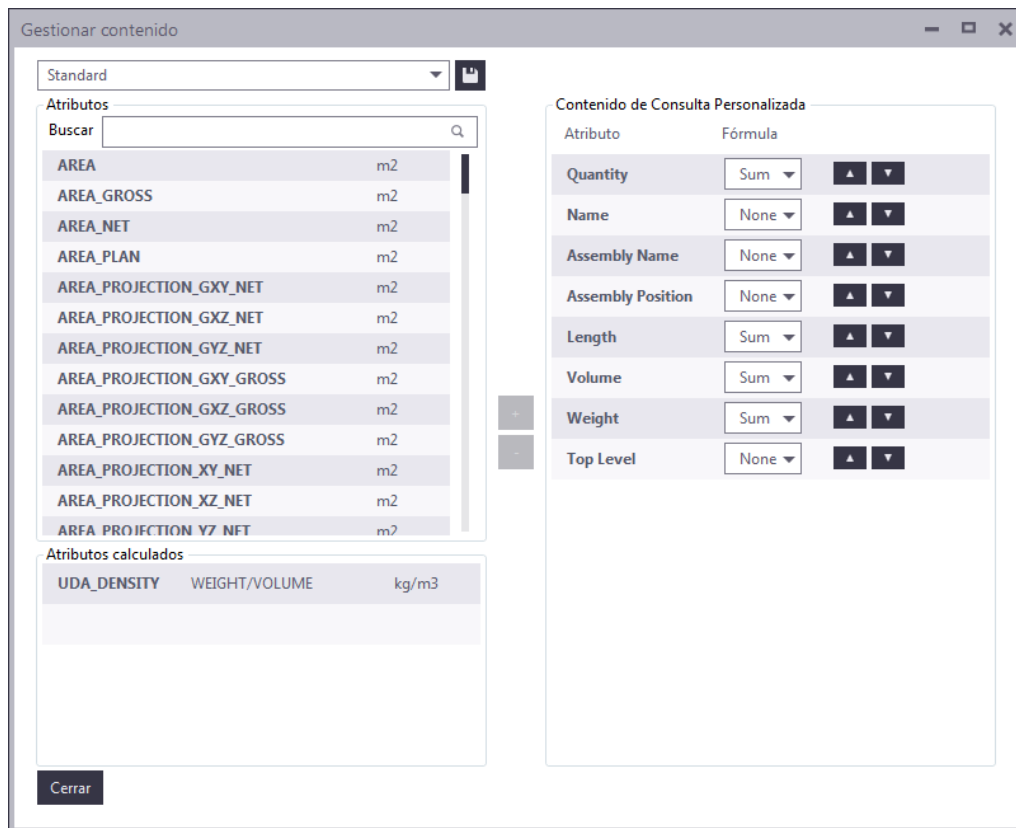 Gestionar contenido
Standard
Atributos
Buscar
AREA m2
AREA_GROSS m2
AREA_NET m2
AREA_PLAN m2
AREA_PROJECTION_GXY_NET m2
AREA_PROJECTION_GXZ_NET m2
AREA_PROJECTION_GYZ_NET m2
AREA_PROJECTION_GXY_GROSS m2
AREA_PROJECTION_GXZ_GROSS m2
AREA_PROJECTION_GYZ_GROSS m2
AREA_PROJECTION_XY_NET m2
AREA_PROJECTION_XZ_NET m2
AREA_PROJECTION_YZ_NET m2
Atributos calculados
UDA_DENSITY WEIGHT/VOLUME kg/m3
Cerrar
+
-
Contenido de Consulta Personalizada
Atributo Fórmula
Quantity Sum
Name None
Assembly Name None
Assembly Position None
Length Sum
Volume Sum
Weight Sum
Top Level None